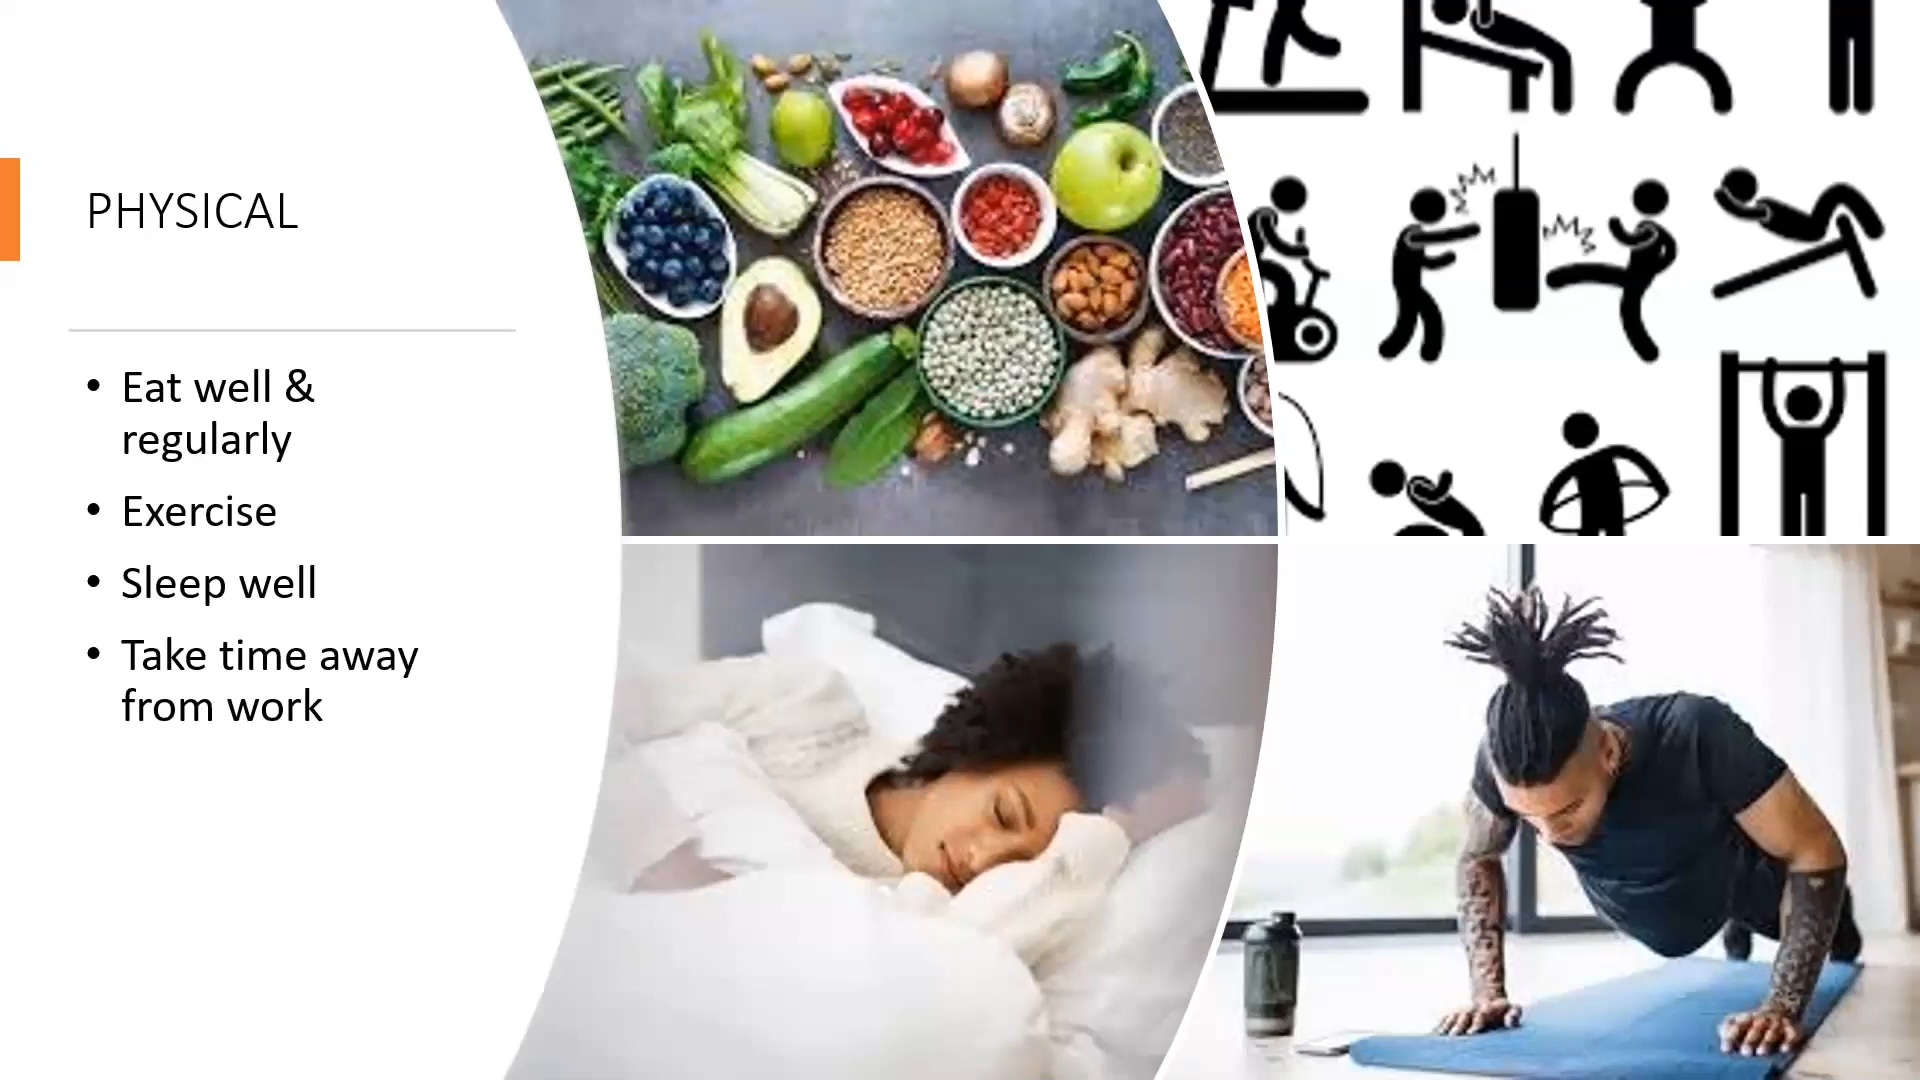 PHYSICAL
• Eat well &
regularly
• Exercise
• Sleep well
• Take time away
from work